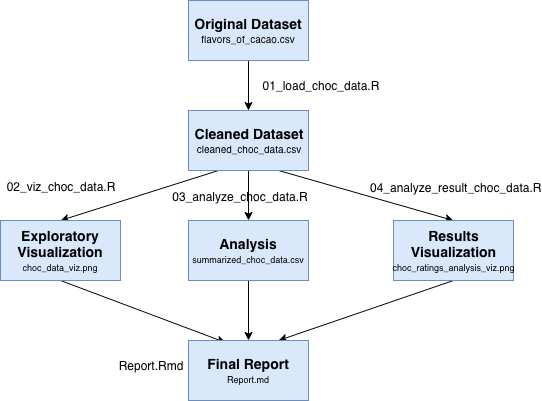 Original Dataset
flavors_of_cacao.csv
01_load_choc_data.R
Cleaned Dataset
cleaned_choc_data.csv
02_viz_choc_data.R
03_analyze_choc_data.R
04_analyze_result_choc_data.R
Exploratory
Visualization
choc_data_viz.png
Analysis
summarized_choc_data.csv
Results
Visualization
choc_ratings_analysis_viz.png
Report.Rmd
Final Report
Report.md